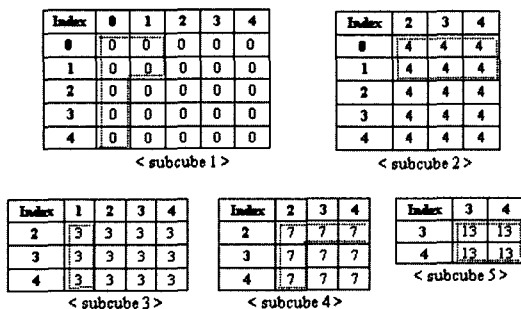 Index 0 1 2 3 4
0 0 0 0 0 0
1 0 0 0 0 0
2 0 0 0 0 0
3 0 0 0 0 0
4 0 0 0 0 0
< subcube 1 >
Index 2 3 4
0 4 4 4
1 4 4 4
2 4 4 4
3 4 4 4
4 4 4 4
< subcube 2 >
Index 1 2 3 4
2 3 3 3 3
3 3 3 3 3
4 3 3 3 3
< subcube 3 >
Index 2 3 4
2 7 7 7
3 7 7 7
4 7 7 7
< subcube 4 >
Index 3 4
3 13 13
4 13 13
< subcube 5 >